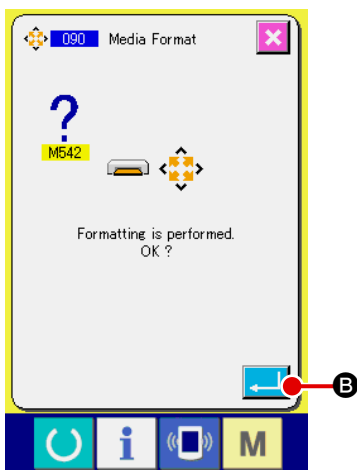 090 Media Format
?
M542
Formatting is performed.
OK ?
B
i
M